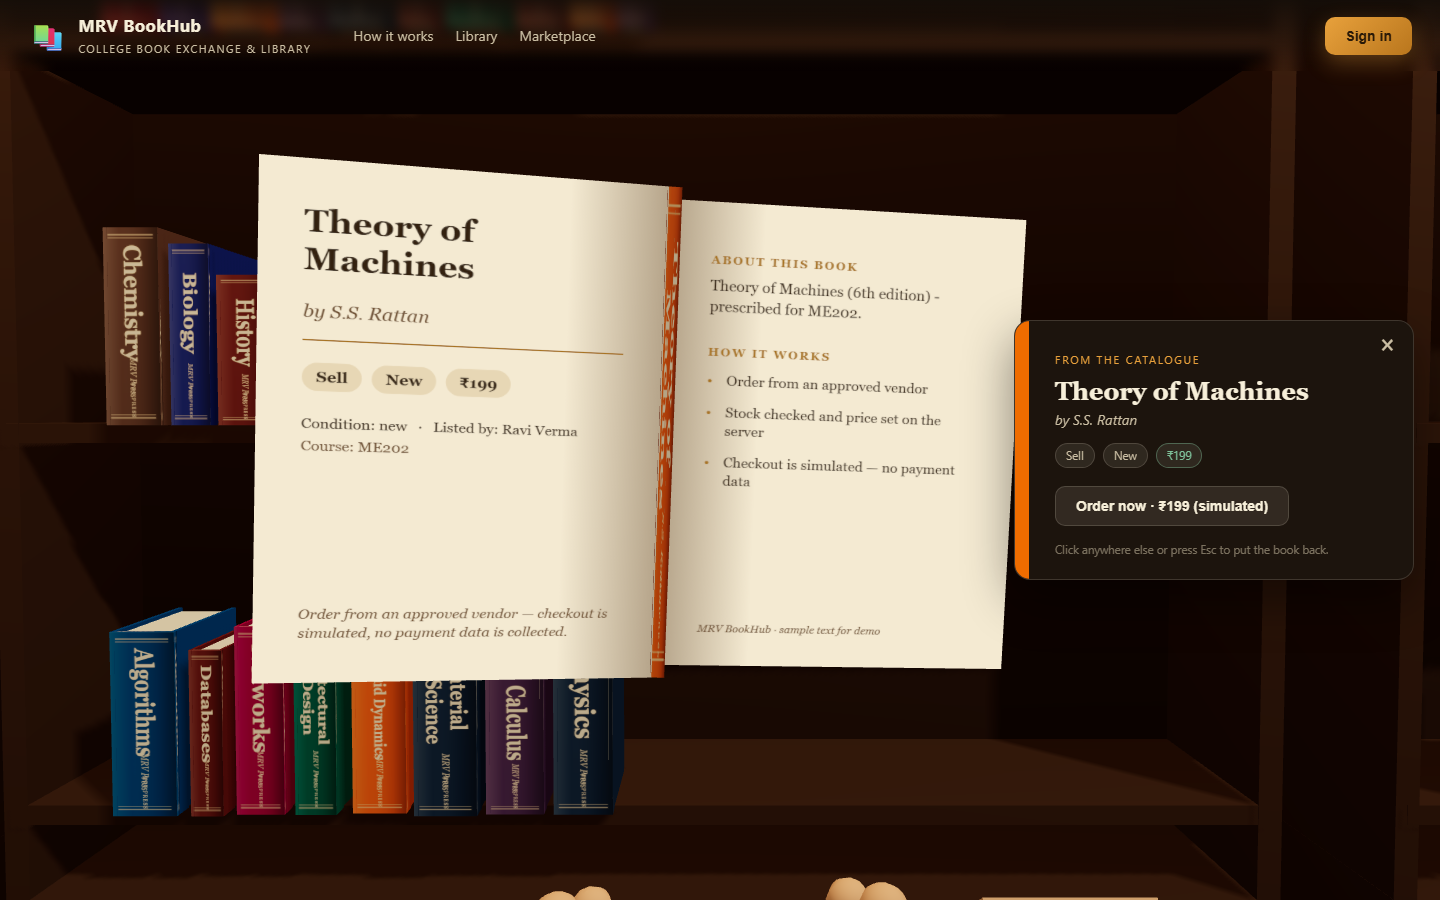 MRV BookHub
COLLEGE BOOK EXCHANGE & LIBRARY
How it works
Library
Marketplace
Sign in
Chemistry
Biology
History
Theory of
Machines
by S.S. Rattan
Sell
New
₹199
Condition: new · Listed by: Ravi Verma
Course: ME202
Order from an approved vendor — checkout is
simulated, no payment data is collected.
ABOUT THIS BOOK
Theory of Machines (6th edition) -
prescribed for ME202.
HOW IT WORKS
• Order from an approved vendor
• Stock checked and price set on the
server
• Checkout is simulated — no payment
data
MRV BookHub · sample text for demo
FROM THE CATALOGUE
Theory of Machines
by S.S. Rattan
Sell
New
₹199
Order now · ₹199 (simulated)
Click anywhere else or press Esc to put the book back.
Algorithms
Databases
Design
Dynamics
Science
Calculus